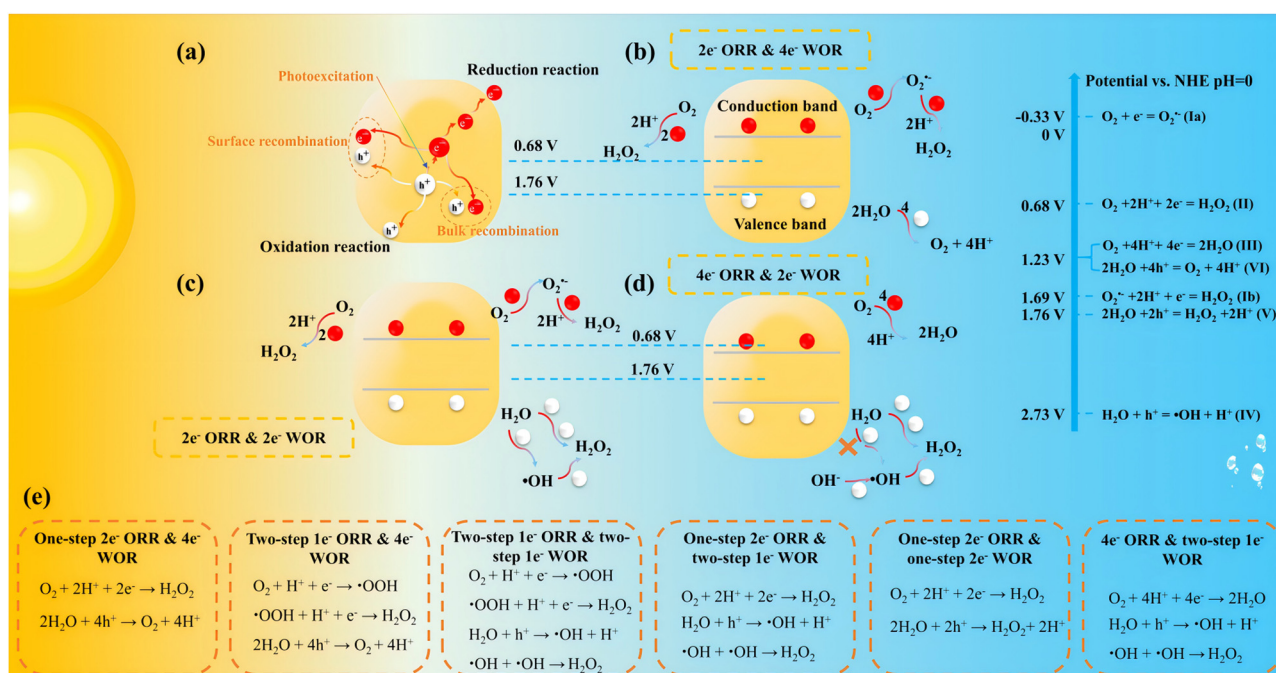 (a)
Photoexcitation
Reduction reaction
e⁻
e⁻
e⁻
e⁻
h⁺
Surface recombination
h⁺
h⁺
e⁻
Bulk recombination
h⁺
Oxidation reaction
0.68 V
1.76 V
(b)
2e⁻ ORR & 4e⁻ WOR
Conduction band
Valence band
O₂
2H⁺
2
H₂O₂
O₂•⁻
O₂
2H⁺
H₂O₂
2H₂O
4
O₂ + 4H⁺
Potential vs. NHE pH=0
-0.33 V
O₂ + e⁻ = O₂•⁻ (Ia)
0 V
0.68 V
O₂ +2H⁺+ 2e⁻ = H₂O₂ (II)
1.23 V
O₂ +4H⁺+ 4e⁻ = 2H₂O (III)
2H₂O +4h⁺ = O₂ + 4H⁺ (VI)
1.69 V
O₂•⁻ +2H⁺ + e⁻ = H₂O₂ (Ib)
1.76 V
2H₂O +2h⁺ = H₂O₂ +2H⁺ (V)
2.73 V
H₂O + h⁺ = •OH + H⁺ (IV)
(c)
O₂
2H⁺
2
H₂O₂
O₂•⁻
O₂
2H⁺
H₂O₂
H₂O
H₂O₂
•OH
2e⁻ ORR & 2e⁻ WOR
0.68 V
1.76 V
(d)
4e⁻ ORR & 2e⁻ WOR
4
O₂
4H⁺
2H₂O
H₂O
H₂O₂
OH⁻
•OH
(e)
One-step 2e⁻ ORR & 4e⁻
WOR
O₂ + 2H⁺ + 2e⁻ → H₂O₂
2H₂O + 4h⁺ → O₂ + 4H⁺
Two-step 1e⁻ ORR & 4e⁻
WOR
O₂ + H⁺ + e⁻ → •OOH
•OOH + H⁺ + e⁻ → H₂O₂
2H₂O + 4h⁺ → O₂ + 4H⁺
Two-step 1e⁻ ORR & two-
step 1e⁻ WOR
O₂ + H⁺ + e⁻ → •OOH
•OOH + H⁺ + e⁻ → H₂O₂
H₂O + h⁺ → •OH + H⁺
•OH + •OH → H₂O₂
One-step 2e⁻ ORR &
two-step 1e⁻ WOR
O₂ + 2H⁺ + 2e⁻ → H₂O₂
H₂O + h⁺ → •OH + H⁺
•OH + •OH → H₂O₂
One-step 2e⁻ ORR &
one-step 2e⁻ WOR
O₂ + 2H⁺ + 2e⁻ → H₂O₂
2H₂O + 2h⁺ → H₂O₂+ 2H⁺
4e⁻ ORR & two-step 1e⁻
WOR
O₂ + 4H⁺ + 4e⁻ → 2H₂O
H₂O + h⁺ → •OH + H⁺
•OH + •OH → H₂O₂